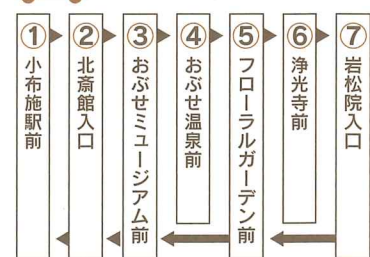 ① 小布施駅前
② 北斎館入口
③ おぶせミュージアム前
④ おぶせ温泉前
⑤ フローラルガーデン前
⑥ 浄光寺前
⑦ 岩松院入口